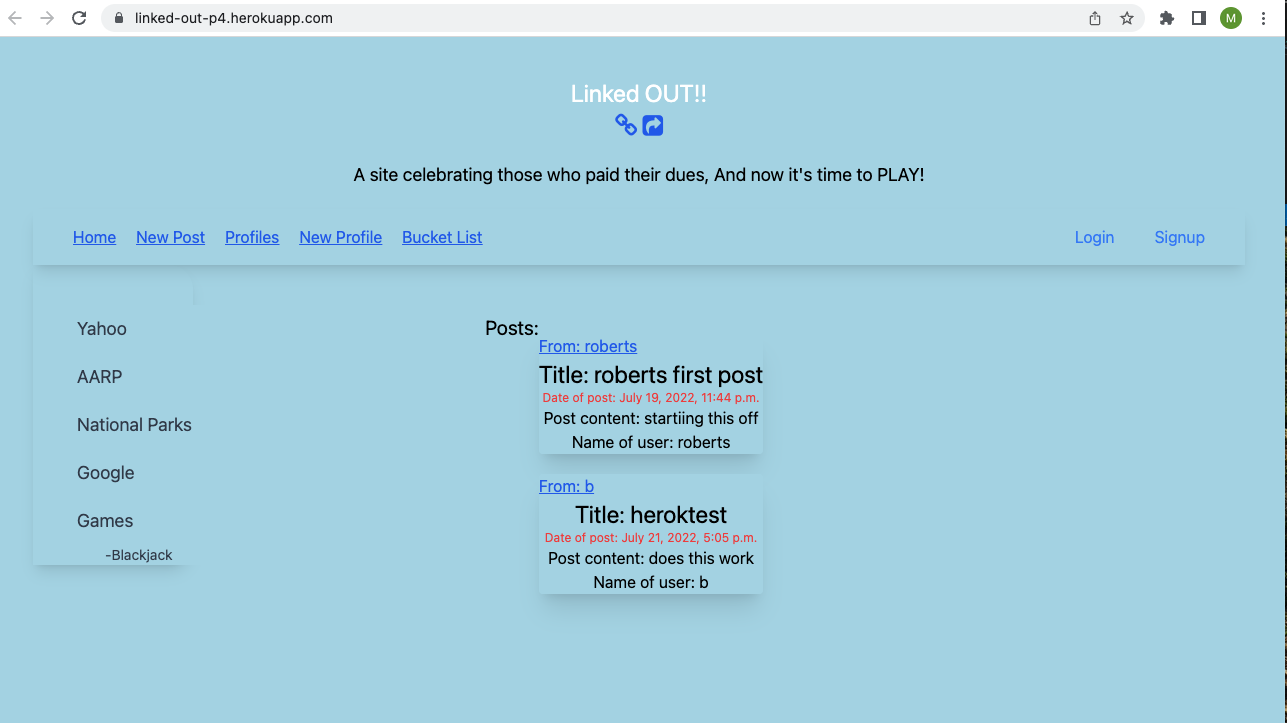 linked-out-p4.herokuapp.com
M
Linked OUT!!
A site celebrating those who paid their dues, And now it's time to PLAY!
Home New Post Profiles New Profile Bucket List Login Signup
Yahoo
AARP
National Parks
Google
Games
-Blackjack
Posts:
From: roberts
Title: roberts first post
Date of post: July 19, 2022, 11:44 p.m.
Post content: startiing this off
Name of user: roberts
From: b
Title: heroktest
Date of post: July 21, 2022, 5:05 p.m.
Post content: does this work
Name of user: b